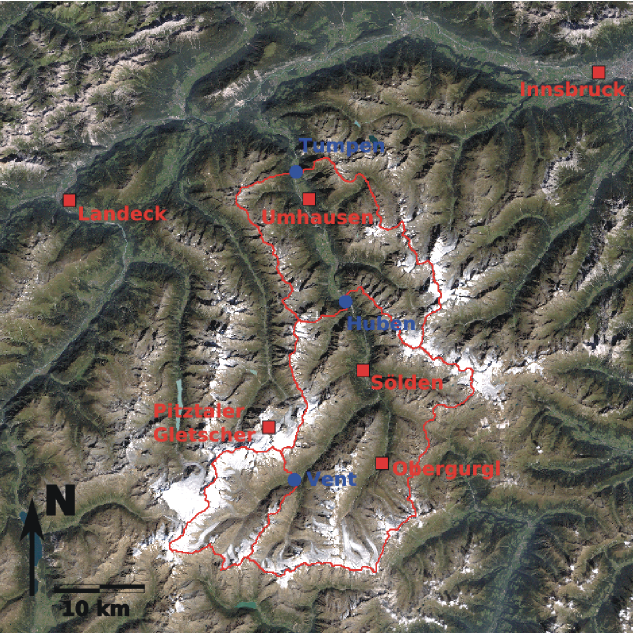 Innsbruck
Tumpen
Landeck
Umhausen
Huben
Sölden
Pitztaler
Gletscher
Obergurgl
Vent
N
10 km